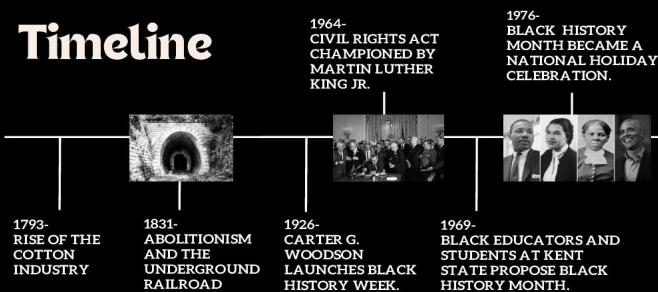 Timeline
1964-
CIVIL RIGHTS ACT
CHAMPIONED BY
MARTIN LUTHER
KING JR.
1976-
BLACK HISTORY
MONTH BECAME A
NATIONAL HOLIDAY
CELEBRATION.
1793-
RISE OF THE
COTTON
INDUSTRY
1831-
ABOLITIONISM
AND THE
UNDERGROUND
RAILROAD
1926-
CARTER G.
WOODSON
LAUNCHES BLACK
HISTORY WEEK.
1969-
BLACK EDUCATORS AND
STUDENTS AT KENT
STATE PROPOSE BLACK
HISTORY MONTH.